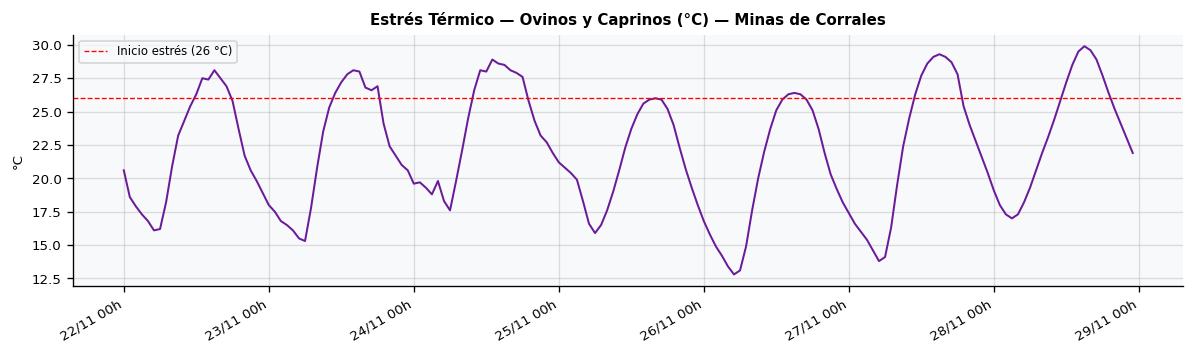 Estrés Térmico — Ovinos y Caprinos (°C) — Minas de Corrales
Inicio estrés (26 °C)
°C
30.0
27.5
25.0
22.5
20.0
17.5
15.0
12.5
22/11 00h
23/11 00h
24/11 00h
25/11 00h
26/11 00h
27/11 00h
28/11 00h
29/11 00h